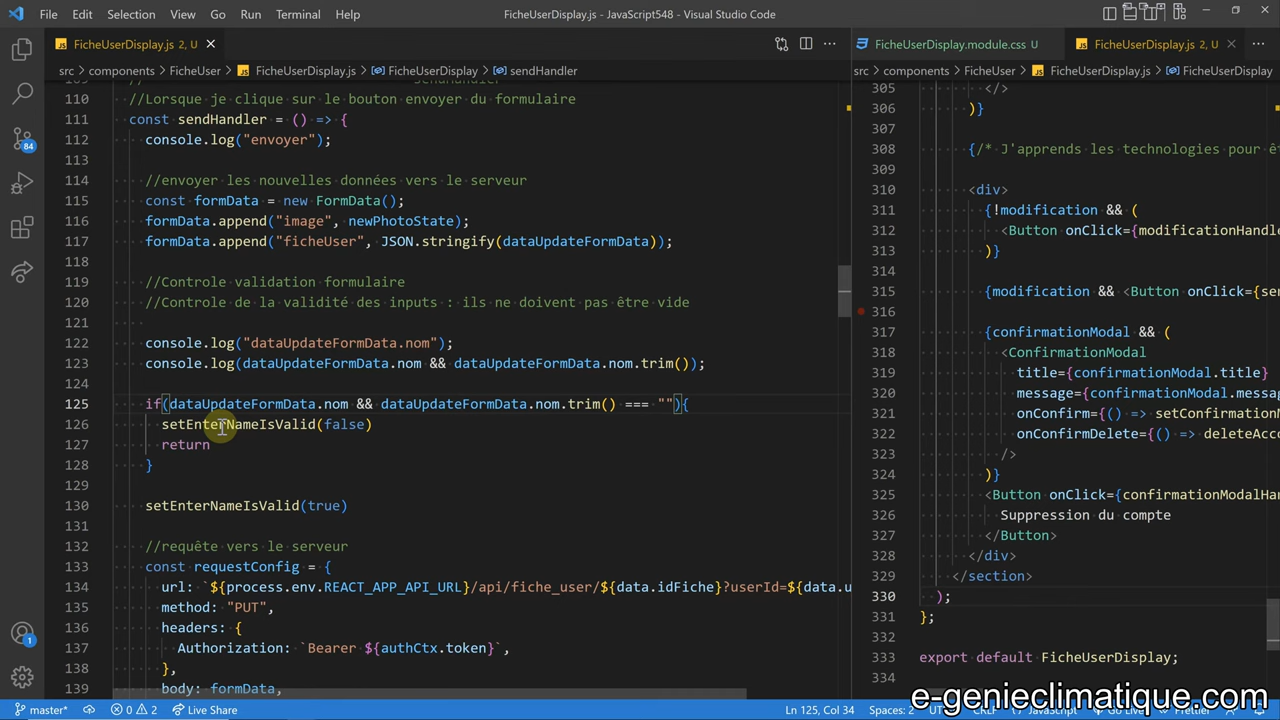 File Edit Selection View Go Run Terminal Help
FicheUserDisplay.js - JavaScript548 - Visual Studio Code
JS FicheUserDisplay.js 2, U
src > components > FicheUser > JS FicheUserDisplay.js > FicheUserDisplay > sendHandler
110 //Lorsque je clique sur le bouton envoyer du formulaire
111 const sendHandler = () => {
112 console.log("envoyer");
113
114 //envoyer les nouvelles données vers le serveur
115 const formData = new FormData();
116 formData.append("image", newPhotoState);
117 formData.append("ficheUser", JSON.stringify(dataUpdateFormData));
118
119 //Controle validation formulaire
120 //Controle de la validité des inputs : ils ne doivent pas être vide
121
122 console.log("dataUpdateFormData.nom");
123 console.log(dataUpdateFormData.nom && dataUpdateFormData.nom.trim());
124
125 if(dataUpdateFormData.nom && dataUpdateFormData.nom.trim() === ""){
126 setEnterNameIsValid(false)
127 return
128 }
129
130 setEnterNameIsValid(true)
131
132 //requête vers le serveur
133 const requestConfig = {
134 url: `${process.env.REACT_APP_API_URL}/api/fiche_user/${data.idFiche}?userId=${data.u
135 method: "PUT",
136 headers: {
137 Authorization: `Bearer ${authCtx.token}`,
138 },
139 body: formData,
FicheUserDisplay.module.css U
JS FicheUserDisplay.js 2, U
src > components > FicheUser > JS FicheUserDisplay.js > FicheUserDisplay
305 </>
306 )}
307
308 {/* J'apprends les technologies pour êt
309
310 <div>
311 {!modification && (
312 <Button onClick={modificationHandle
313 )}
314
315 {modification && <Button onClick={sen
316
317 {confirmationModal && (
318 <ConfirmationModal
319 title={confirmationModal.title}
320 message={confirmationModal.messag
321 onConfirm={() => setConfirmationM
322 onConfirmDelete={() => deleteAcco
323 />
324 )}
325 <Button onClick={confirmationModalHan
326 Suppression du compte
327 </Button>
328 </div>
329 </section>
330 );
331 };
332
333 export default FicheUserDisplay;
334
84
1
master* 0 2 Live Share
Ln 125, Col 34 Spaces: 2
e-genieclimatique.com